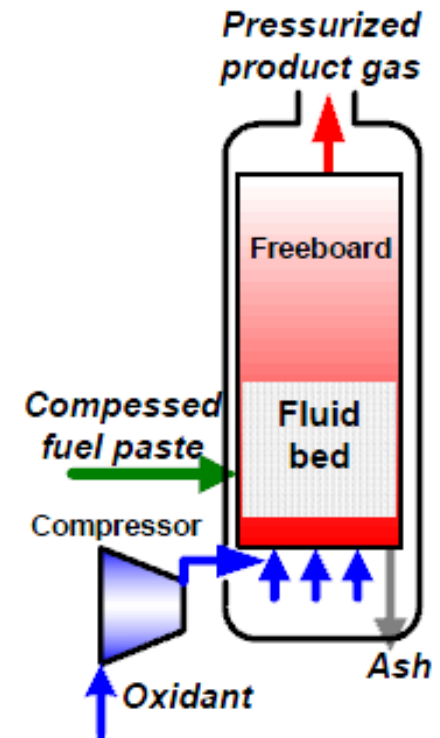 Pressurized
product gas
Freeboard
Fluid
bed
Compessed
fuel paste
Compressor
Oxidant
Ash